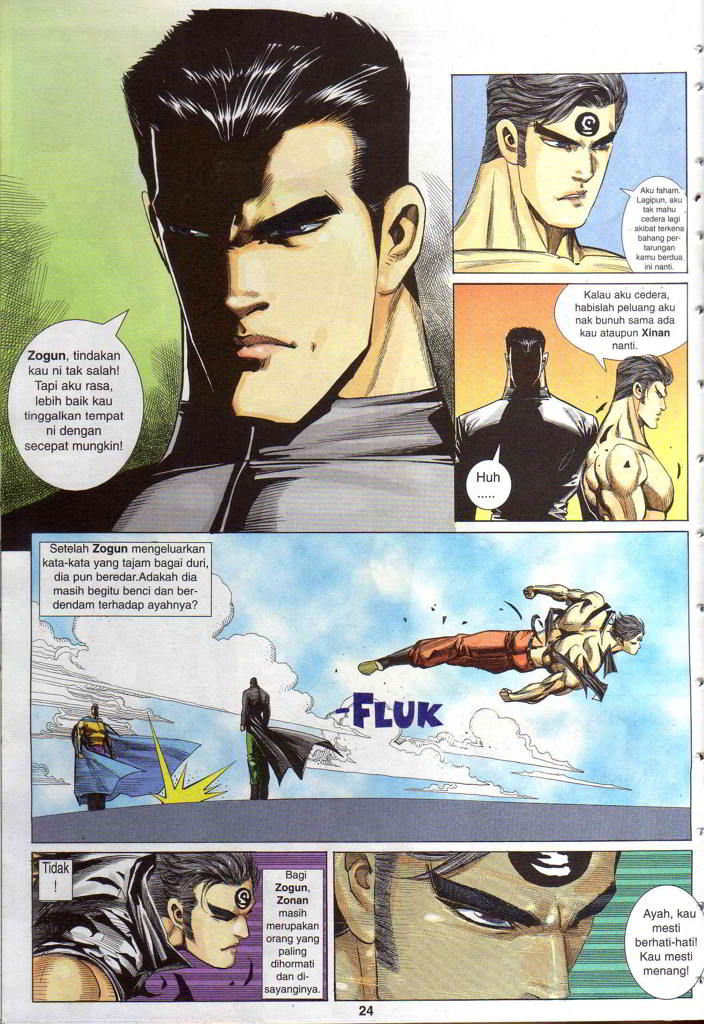 Zogun, tindakan
kau ni tak salah!
Tapi aku rasa,
lebih baik kau
tinggalkan tempat
ni dengan
secepat mungkin!
Aku faham.
Lagipun, aku
tak mahu
cedera lagi
akibat terkena
bahang per-
tarungan
kamu berdua
ini nanti.
Kalau aku cedera,
habislah peluang aku
nak bunuh sama ada
kau ataupun Xinan
nanti.
Huh
.....
Setelah Zogun mengeluarkan
kata-kata yang tajam bagai duri,
dia pun beredar.Adakah dia
masih begitu benci dan ber-
dendam terhadap ayahnya?
-FLUK
Tidak
!
Bagi
Zogun,
Zonan
masih
merupakan
orang yang
paling
dihormati
dan di-
sayanginya.
Ayah, kau
mesti
berhati-hati!
Kau mesti
menang!
24